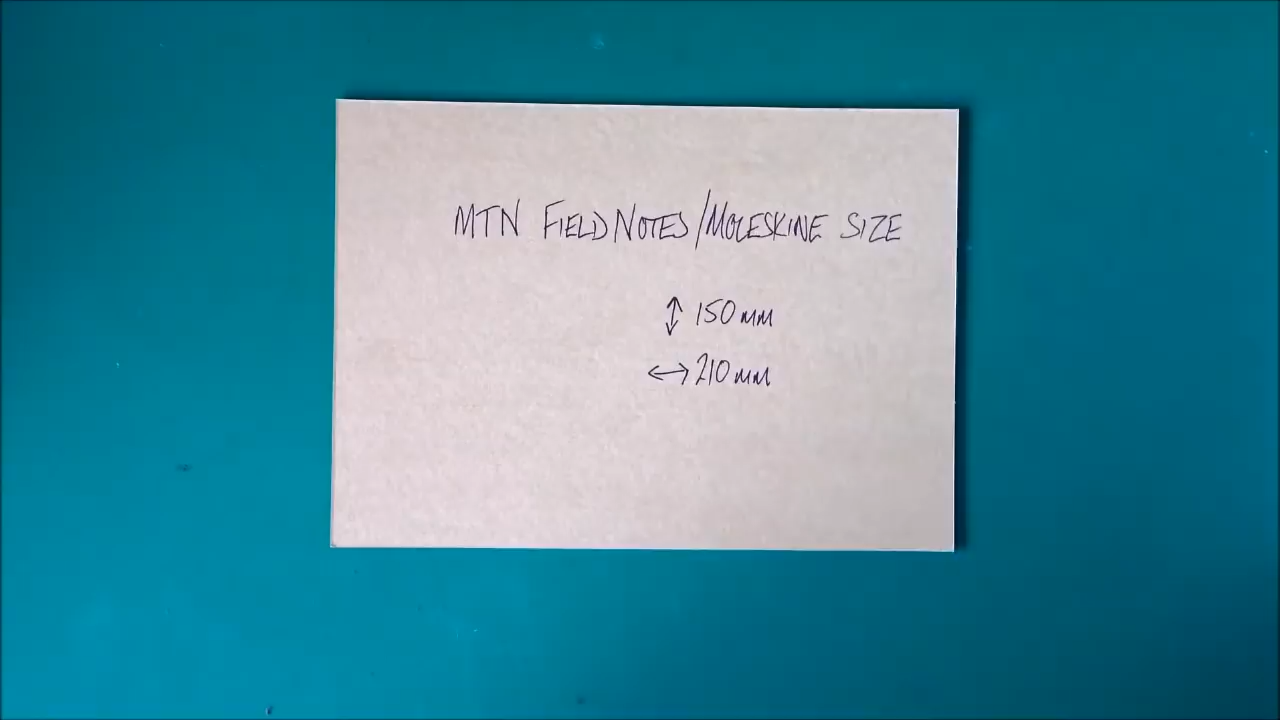 MTN FIELDNOTES/MOLESKINE SIZE
↕ 150mm
↔ 210mm